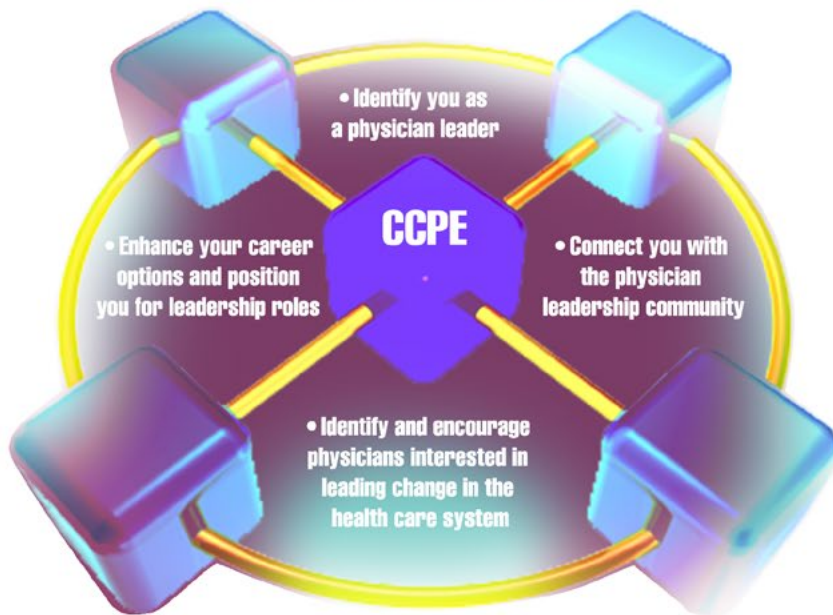 • Identify you as
a physician leader
CCPE
• Enhance your career
options and position
you for leadership roles
• Connect you with
the physician
leadership community
• Identify and encourage
physicians interested in
leading change in the
health care system